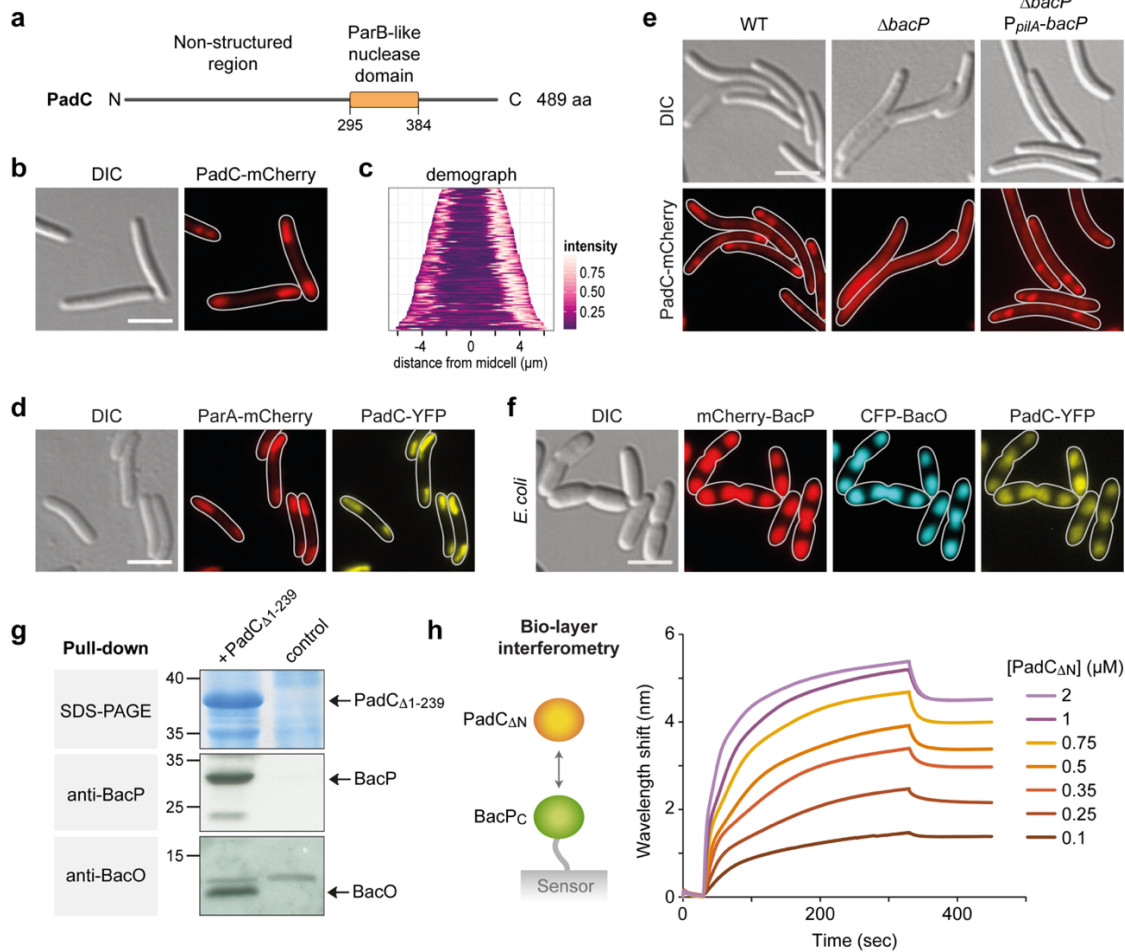 a
Non-structured
region
ParB-like
nuclease
domain
PadC N C 489 aa
295 384
b
DIC PadC-mCherry
c
demograph
intensity
0.75
0.50
0.25
-4 0 4
distance from midcell (µm)
d
DIC ParA-mCherry PadC-YFP
e
WT ΔbacP ΔbacP
PpilA-bacP
DIC
PadC-mCherry
f
DIC mCherry-BacP CFP-BacO PadC-YFP
E. coli
g
Pull-down +PadCΔ1-239 control
SDS-PAGE 40 35 PadCΔ1-239
anti-BacP 35 25 BacP
anti-BacO 15 BacO
h
Bio-layer
interferometry
PadCΔN
BacPC
Sensor
Wavelength shift (nm)
6
4
2
0
0 200 400
Time (sec)
[PadCΔN] (µM)
2
1
0.75
0.5
0.35
0.25
0.1